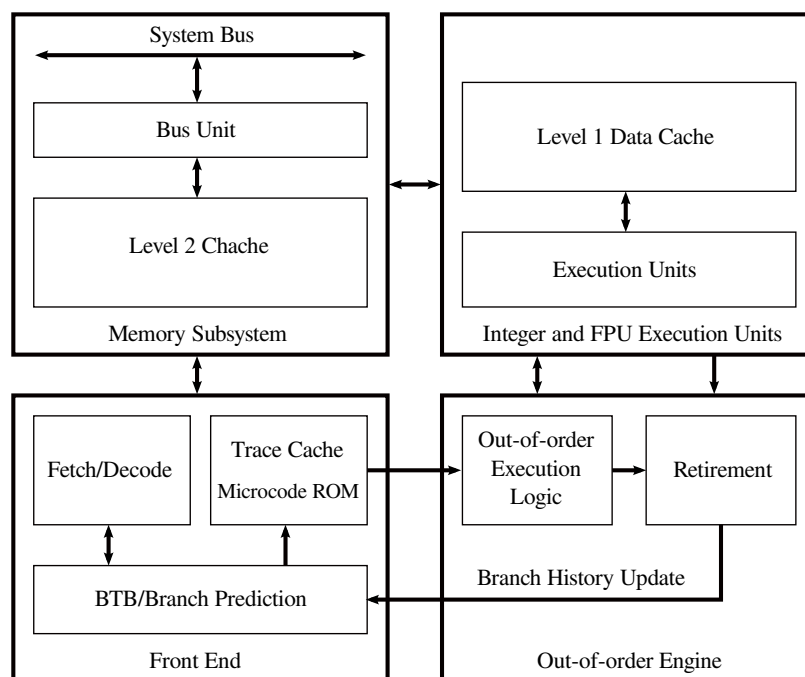 System Bus
Bus Unit
Level 2 Chache
Memory Subsystem
Level 1 Data Cache
Execution Units
Integer and FPU Execution Units
Fetch/Decode
Trace Cache
Microcode ROM
BTB/Branch Prediction
Front End
Out-of-order
Execution
Logic
Retirement
Branch History Update
Out-of-order Engine